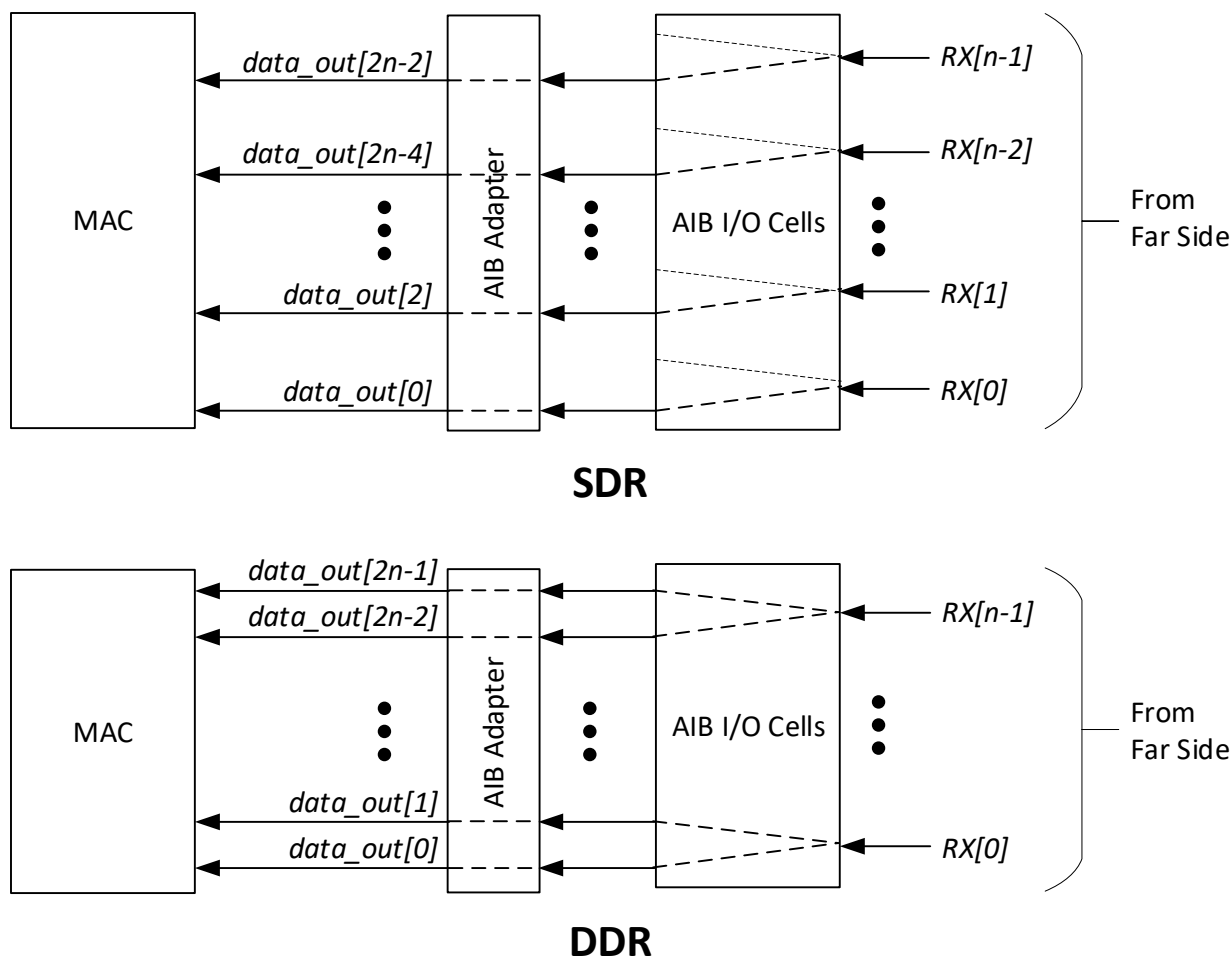 data_out[2n-2]
RX[n-1]
data_out[2n-4]
RX[n-2]
MAC
AIB Adapter
AIB I/O Cells
From
Far Side
data_out[2]
RX[1]
data_out[0]
RX[0]
SDR
data_out[2n-1]
RX[n-1]
data_out[2n-2]
MAC
AIB Adapter
AIB I/O Cells
From
Far Side
data_out[1]
data_out[0]
RX[0]
DDR